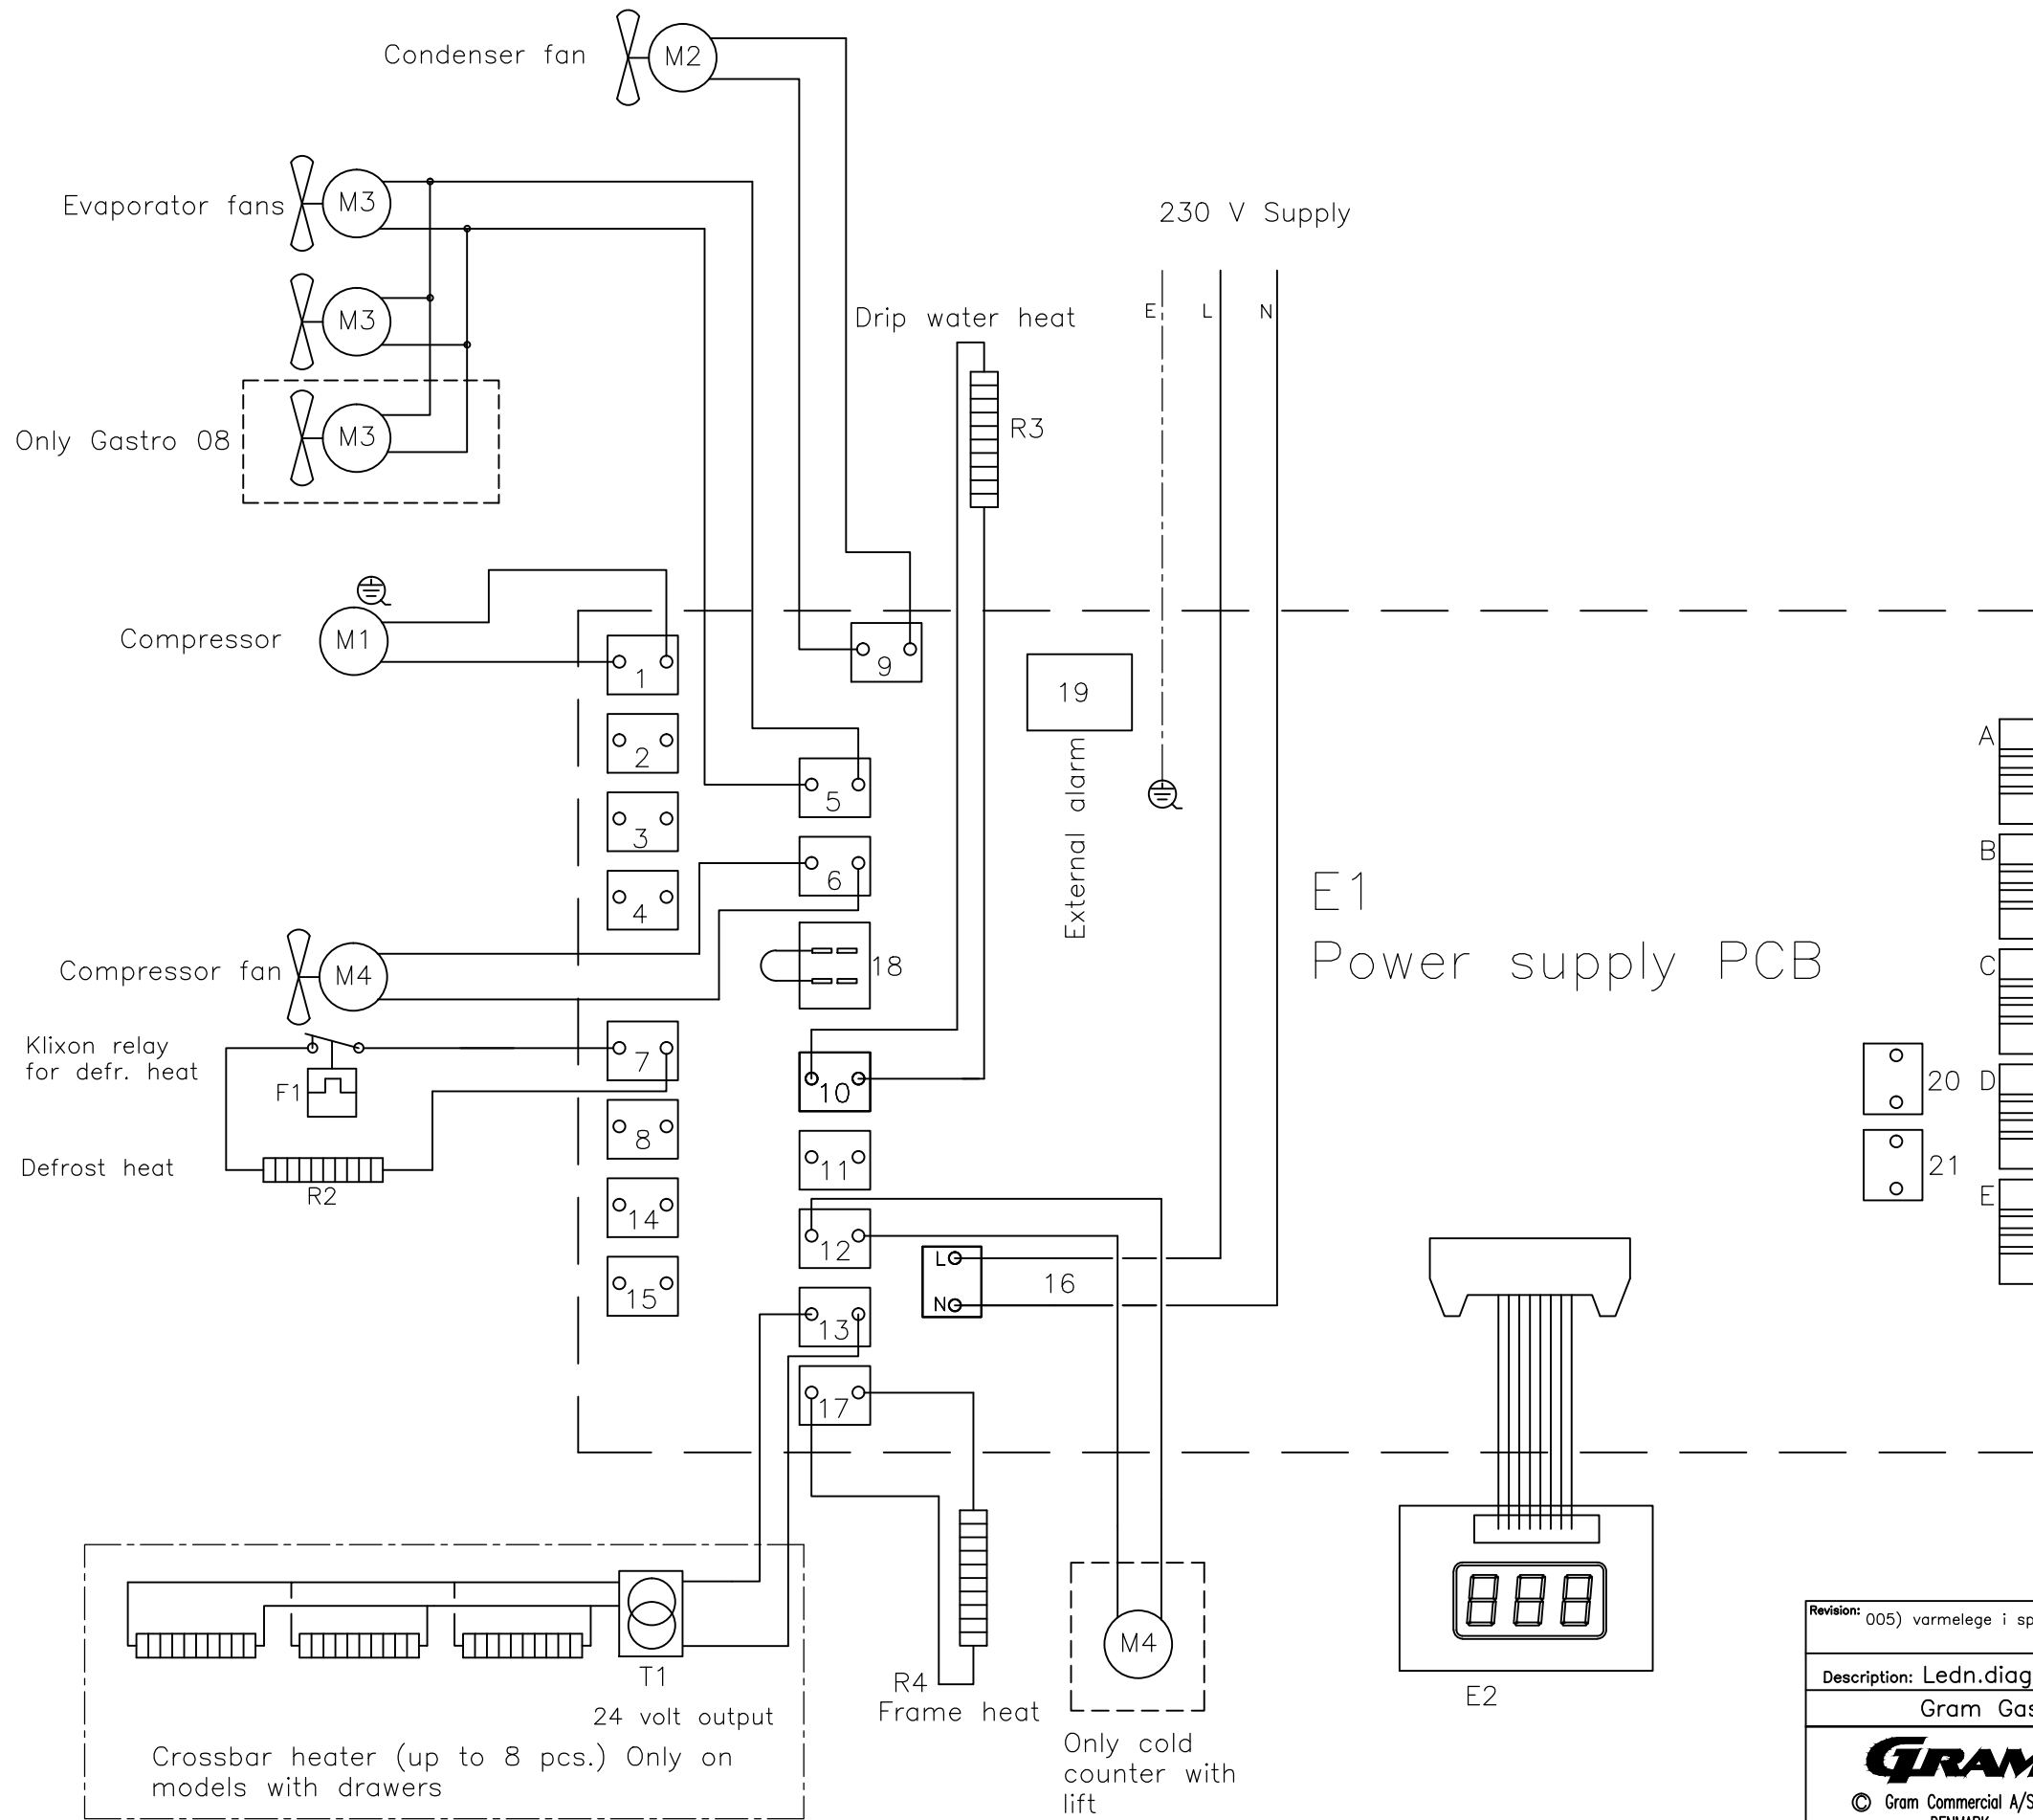 Condenser fan
M2
Evaporator fans
M3
M3
Only Gastro 08
M3
230 V Supply
E
L
N
Drip water heat
R3
Compressor
M1
1
2
3
4
9
5
6
18
19
External alarm
E1
Power supply PCB
Compressor fan
M4
Klixon relay
for defr. heat
F1
Defrost heat
R2
7
8
14
15
10
11
12
13
17
L
N
16
A
B
C
D
E
20
21
T1
24 volt output
Crossbar heater (up to 8 pcs.) Only on
models with drawers
R4
Frame heat
M4
Only cold
counter with
lift
E2
Revision: 005) varmelege i sp
Description: Ledn.diag
Gram Gas
GRAM
© Gram Commercial A/S
DENMARK